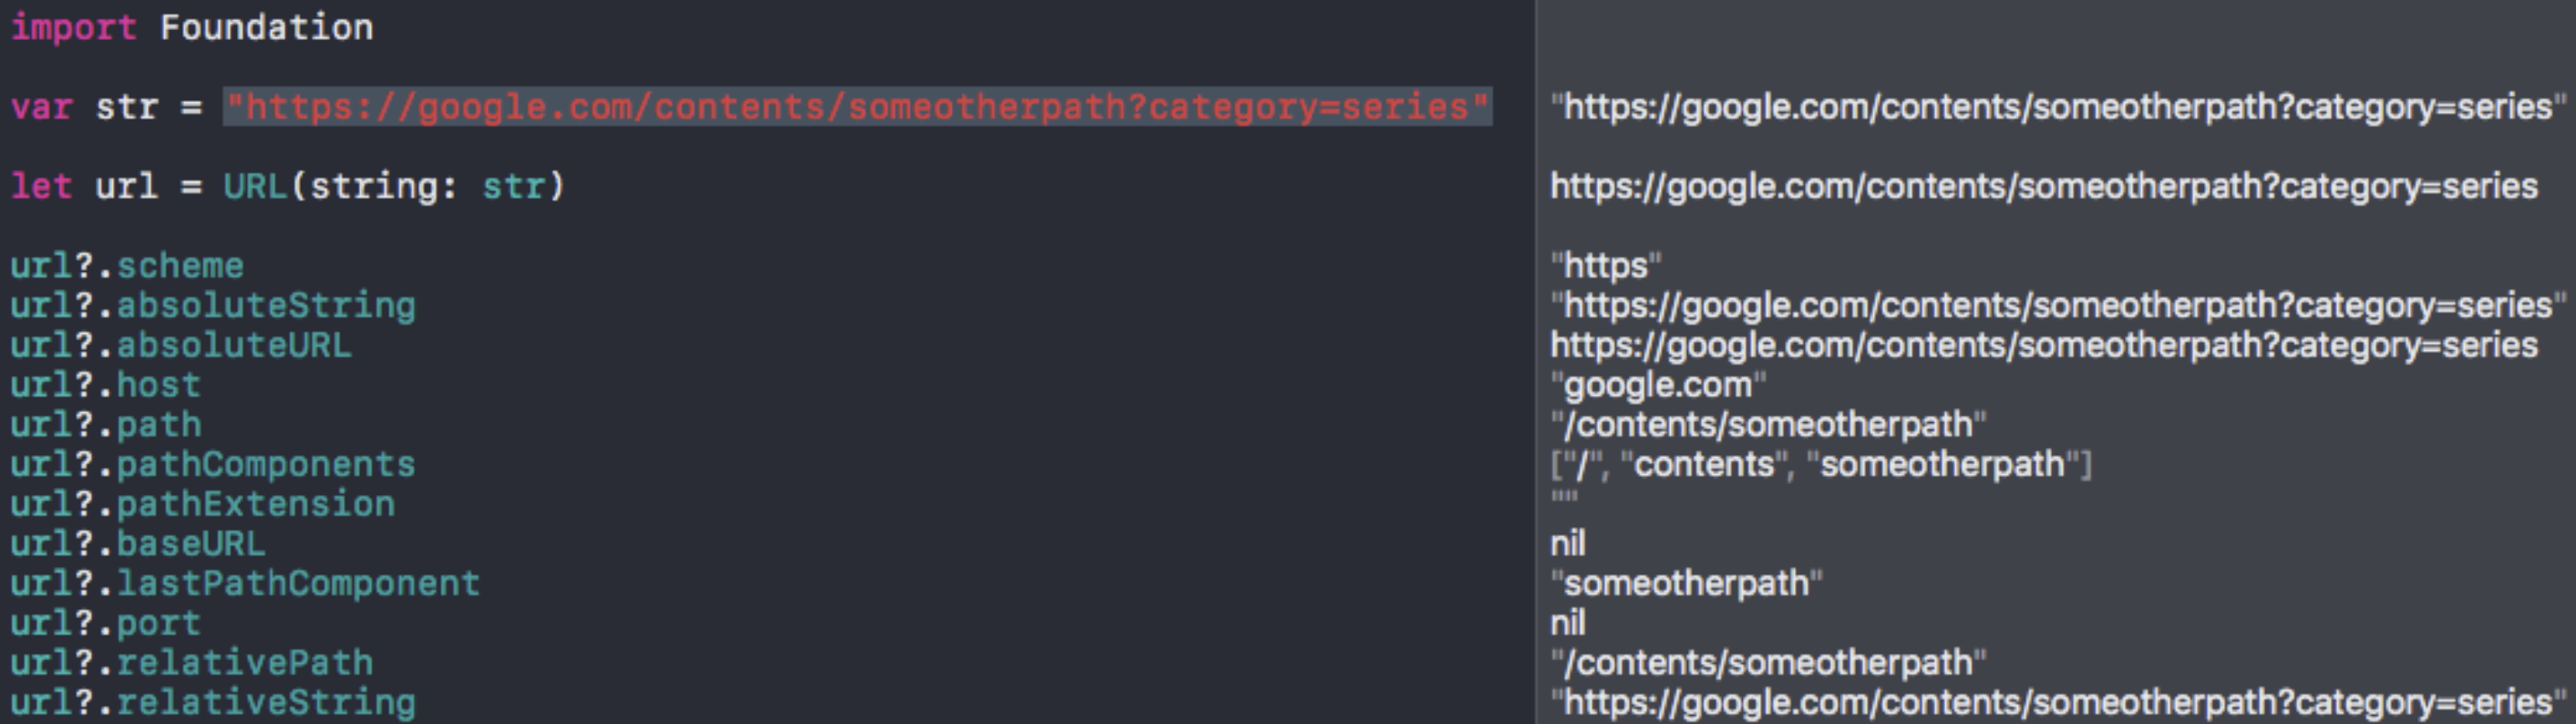 import Foundation
var str = "https://google.com/contents/someotherpath?category=series" "https://google.com/contents/someotherpath?category=series"
let url = URL(string: str) https://google.com/contents/someotherpath?category=series
url?.scheme "https"
url?.absoluteString "https://google.com/contents/someotherpath?category=series"
url?.absoluteURL https://google.com/contents/someotherpath?category=series
url?.host "google.com"
url?.path "/contents/someotherpath"
url?.pathComponents ["/", "contents", "someotherpath"]
url?.pathExtension ""
url?.baseURL nil
url?.lastPathComponent "someotherpath"
url?.port nil
url?.relativePath "/contents/someotherpath"
url?.relativeString "https://google.com/contents/someotherpath?category=series"